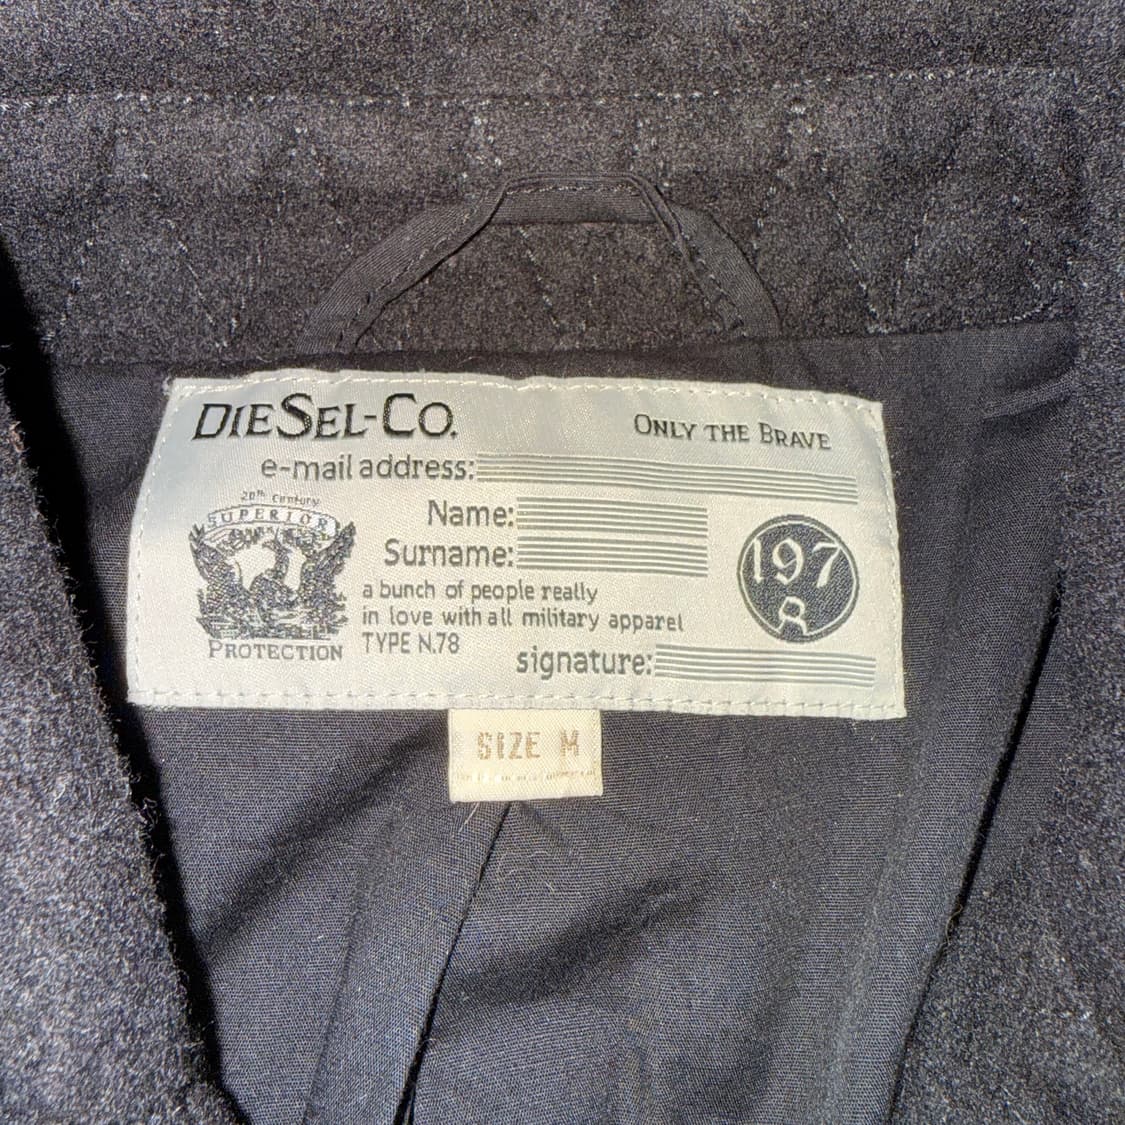 DIESEL-CO.
ONLY THE BRAVE
e-mail address:
20th Century
SUPERIOR
PROTECTION
Name:
Surname:
a bunch of people really
in love with all military apparel
TYPE N.78
signature:
197
8
SIZE M